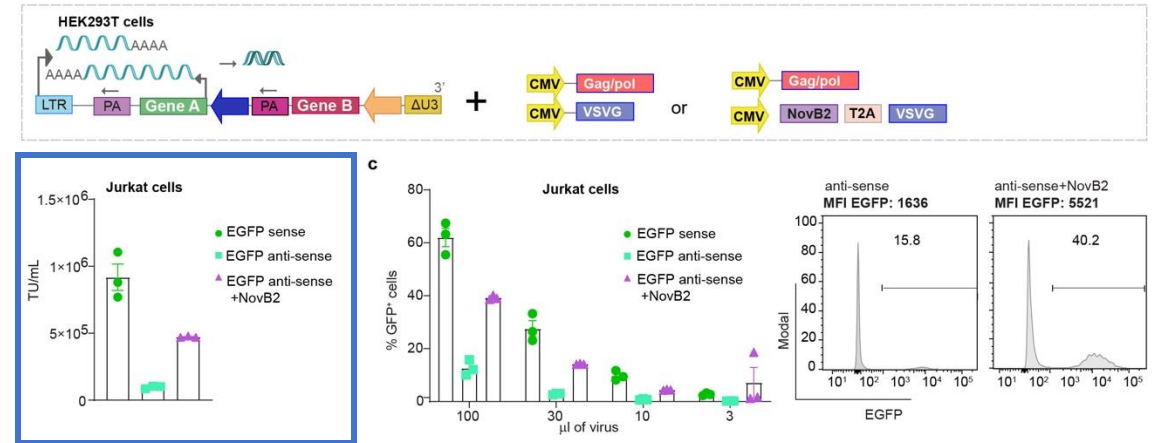 HEK293T cells
AAAA
AAAA
LTR
PA
Gene A
PA
Gene B
3'
ΔU3
+
CMV
Gag/pol
CMV
VSVG
or
CMV
Gag/pol
CMV
NovB2
T2A
VSVG
Jurkat cells
1.5×10⁶
1×10⁶
5×10⁵
0
TU/mL
EGFP sense
EGFP anti-sense
EGFP anti-sense
+NovB2
c
Jurkat cells
80
60
40
20
0
% GFP⁺ cells
EGFP sense
EGFP anti-sense
EGFP anti-sense
+NovB2
100 30 10 3
µl of virus
anti-sense
MFI EGFP: 1636
15.8
100
80
60
40
20
0
Modal
10¹ 10² 10³ 10⁴ 10⁵
anti-sense+NovB2
MFI EGFP: 5521
40.2
10¹ 10² 10³ 10⁴ 10⁵
EGFP